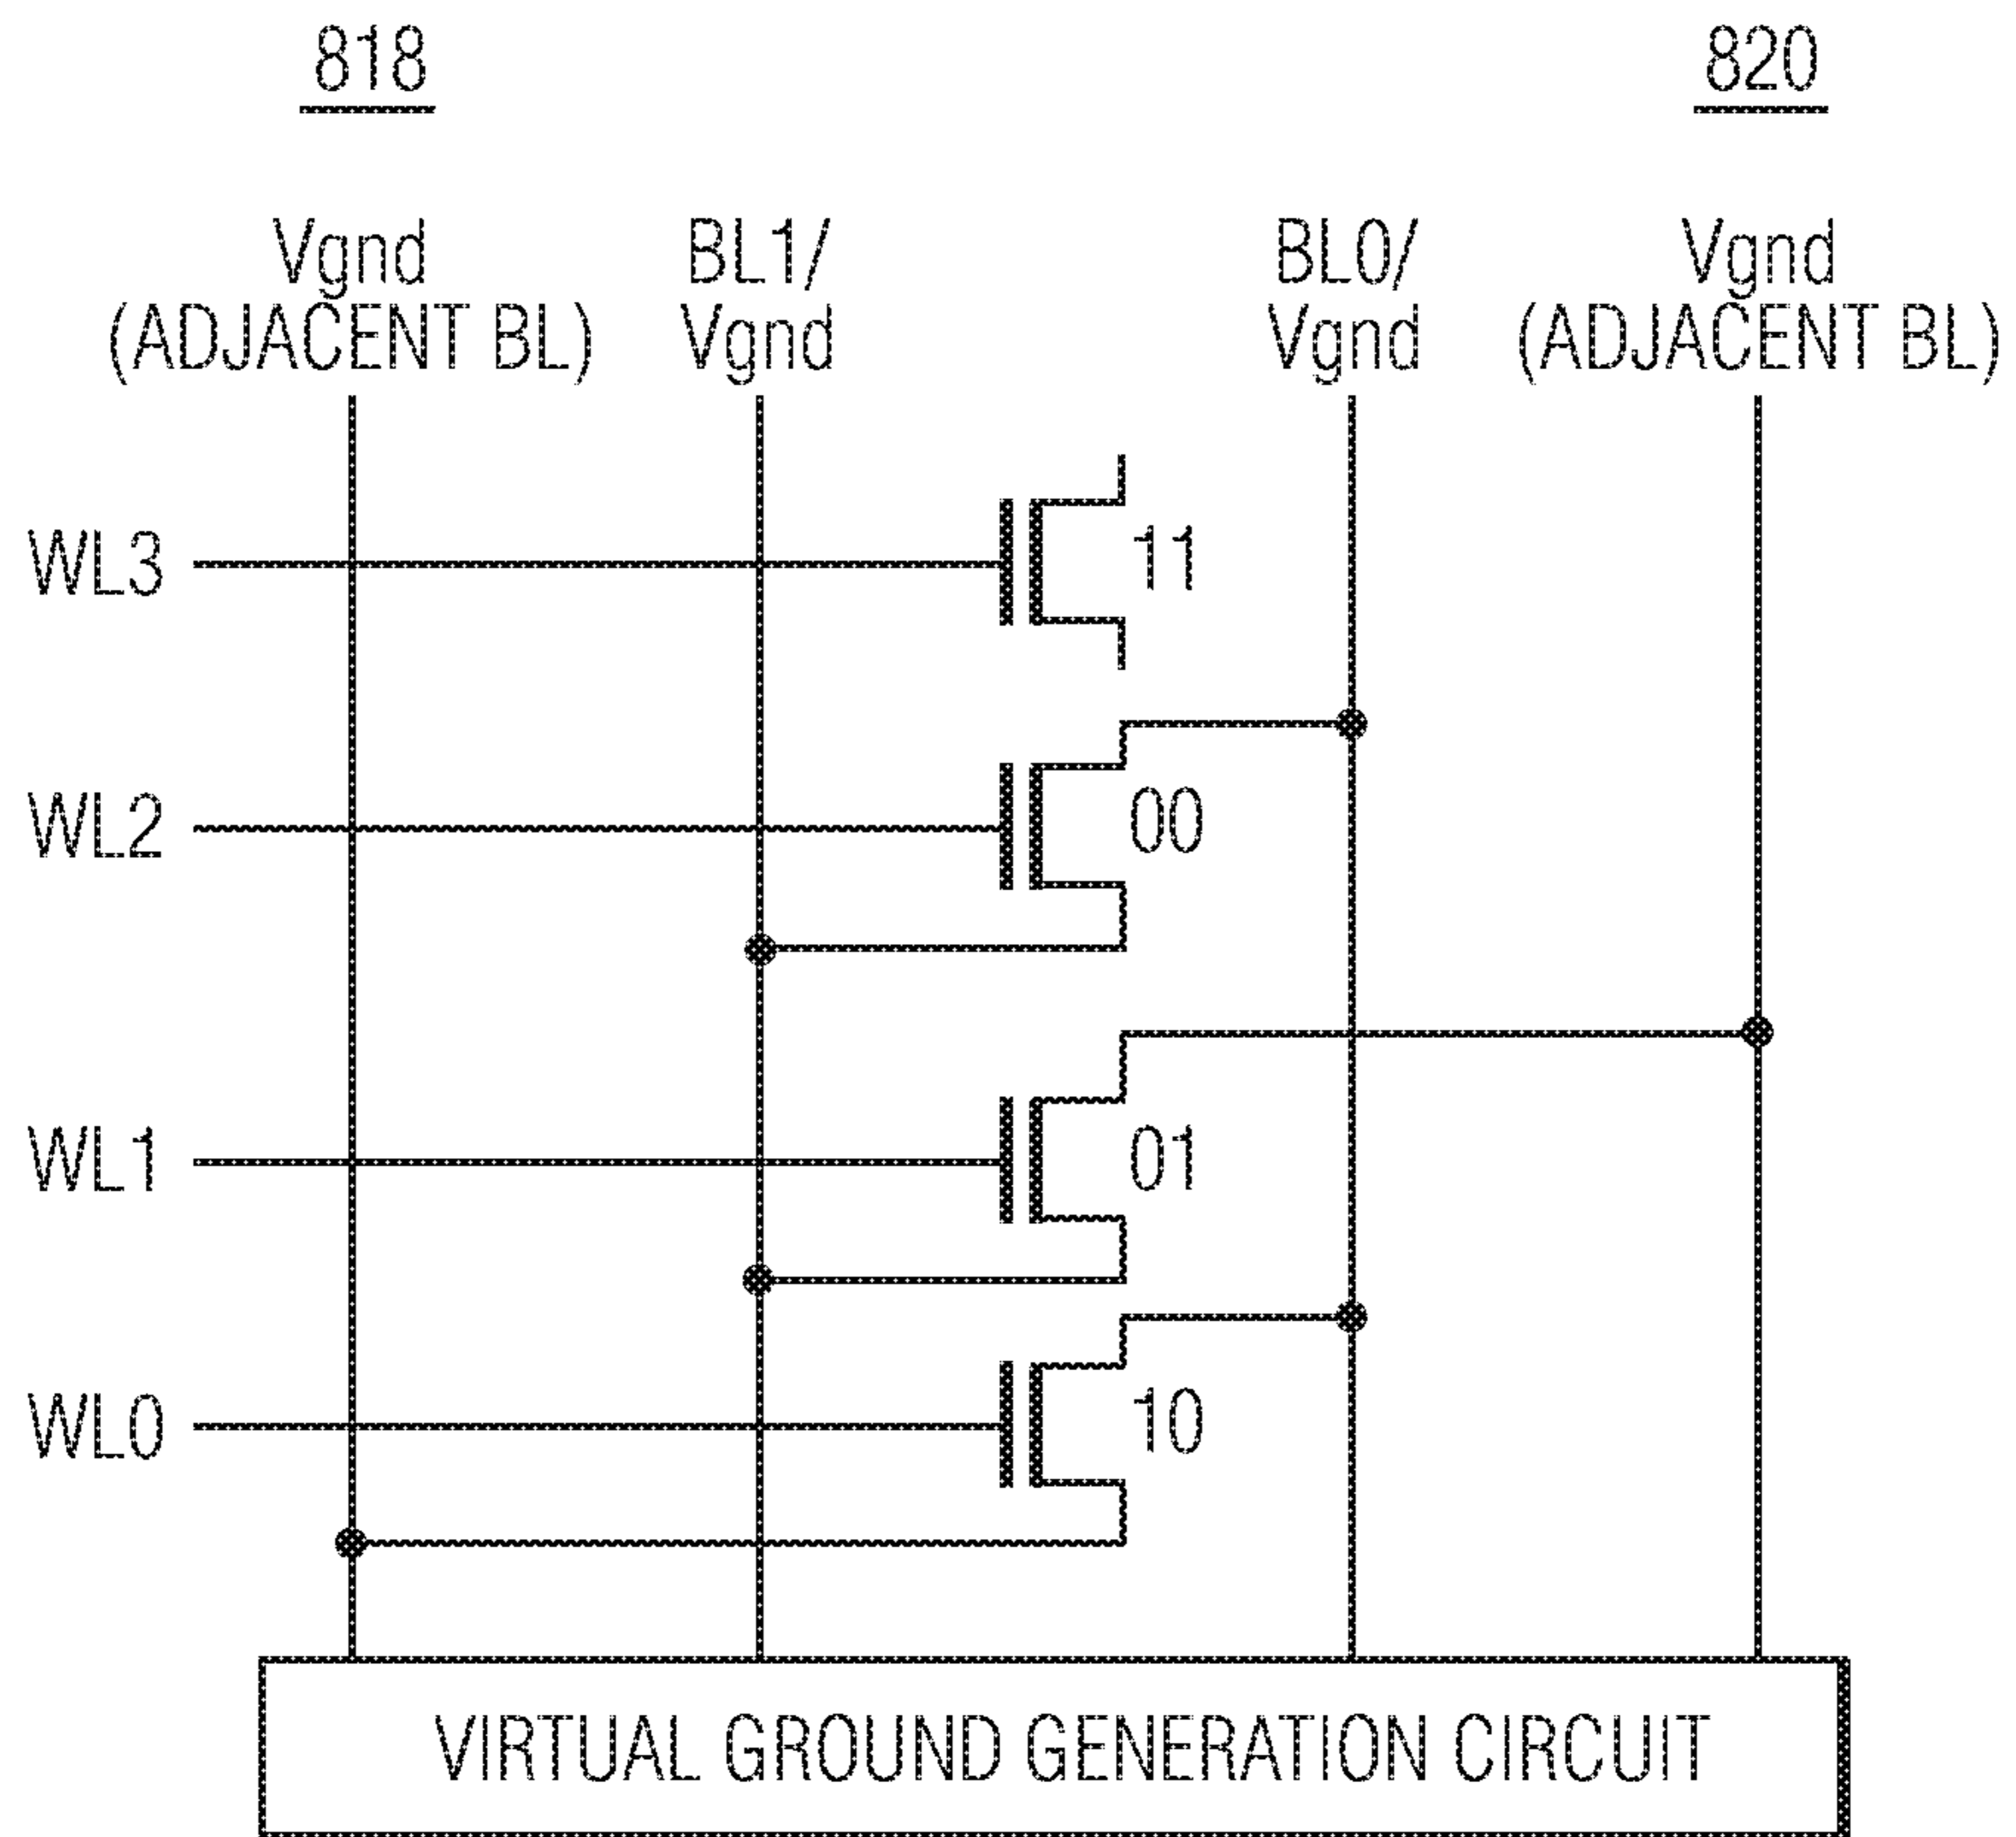 818
820
Vgnd
(ADJACENT BL)
BL1/
Vgnd
BL0/
Vgnd
Vgnd
(ADJACENT BL)
WL3
11
WL2
00
WL1
01
WL0
10
VIRTUAL GROUND GENERATION CIRCUIT